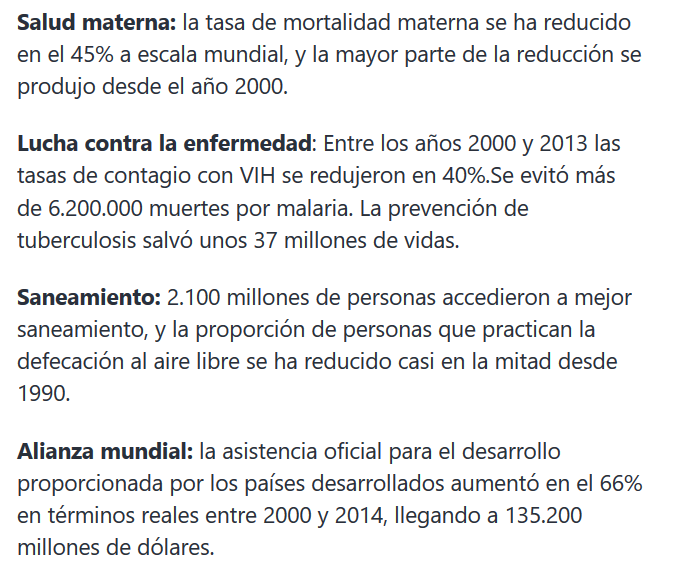 Salud materna: la tasa de mortalidad materna se ha reducido
en el 45% a escala mundial, y la mayor parte de la reducción se
produjo desde el año 2000.
Lucha contra la enfermedad: Entre los años 2000 y 2013 las
tasas de contagio con VIH se redujeron en 40%.Se evitó más
de 6.200.000 muertes por malaria. La prevención de
tuberculosis salvó unos 37 millones de vidas.
Saneamiento: 2.100 millones de personas accedieron a mejor
saneamiento, y la proporción de personas que practican la
defecación al aire libre se ha reducido casi en la mitad desde
1990.
Alianza mundial: la asistencia oficial para el desarrollo
proporcionada por los países desarrollados aumentó en el 66%
en términos reales entre 2000 y 2014, llegando a 135.200
millones de dólares.